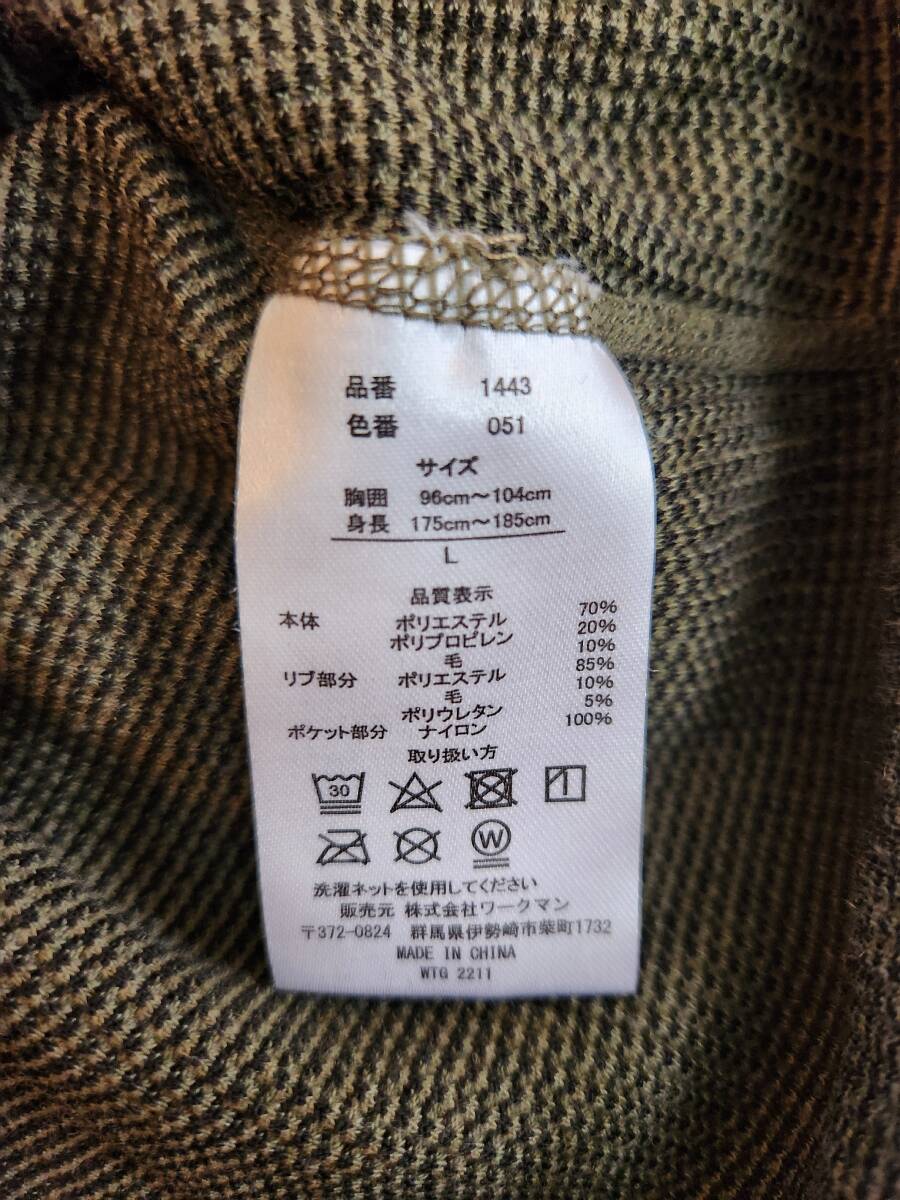 品番 1443
色番 051
サイズ
胸囲 96cm～104cm
身長 175cm～185cm
L
品質表示
本体 ポリエステル 70%
ポリプロピレン 20%
毛 10%
リブ部分 ポリエステル 85%
毛 10%
ポリウレタン 5%
ポケット部分 ナイロン 100%
取り扱い方
30
W
洗濯ネットを使用してください
販売元 株式会社ワークマン
〒372-0824 群馬県伊勢崎市柴町1732
MADE IN CHINA
WTG 2211